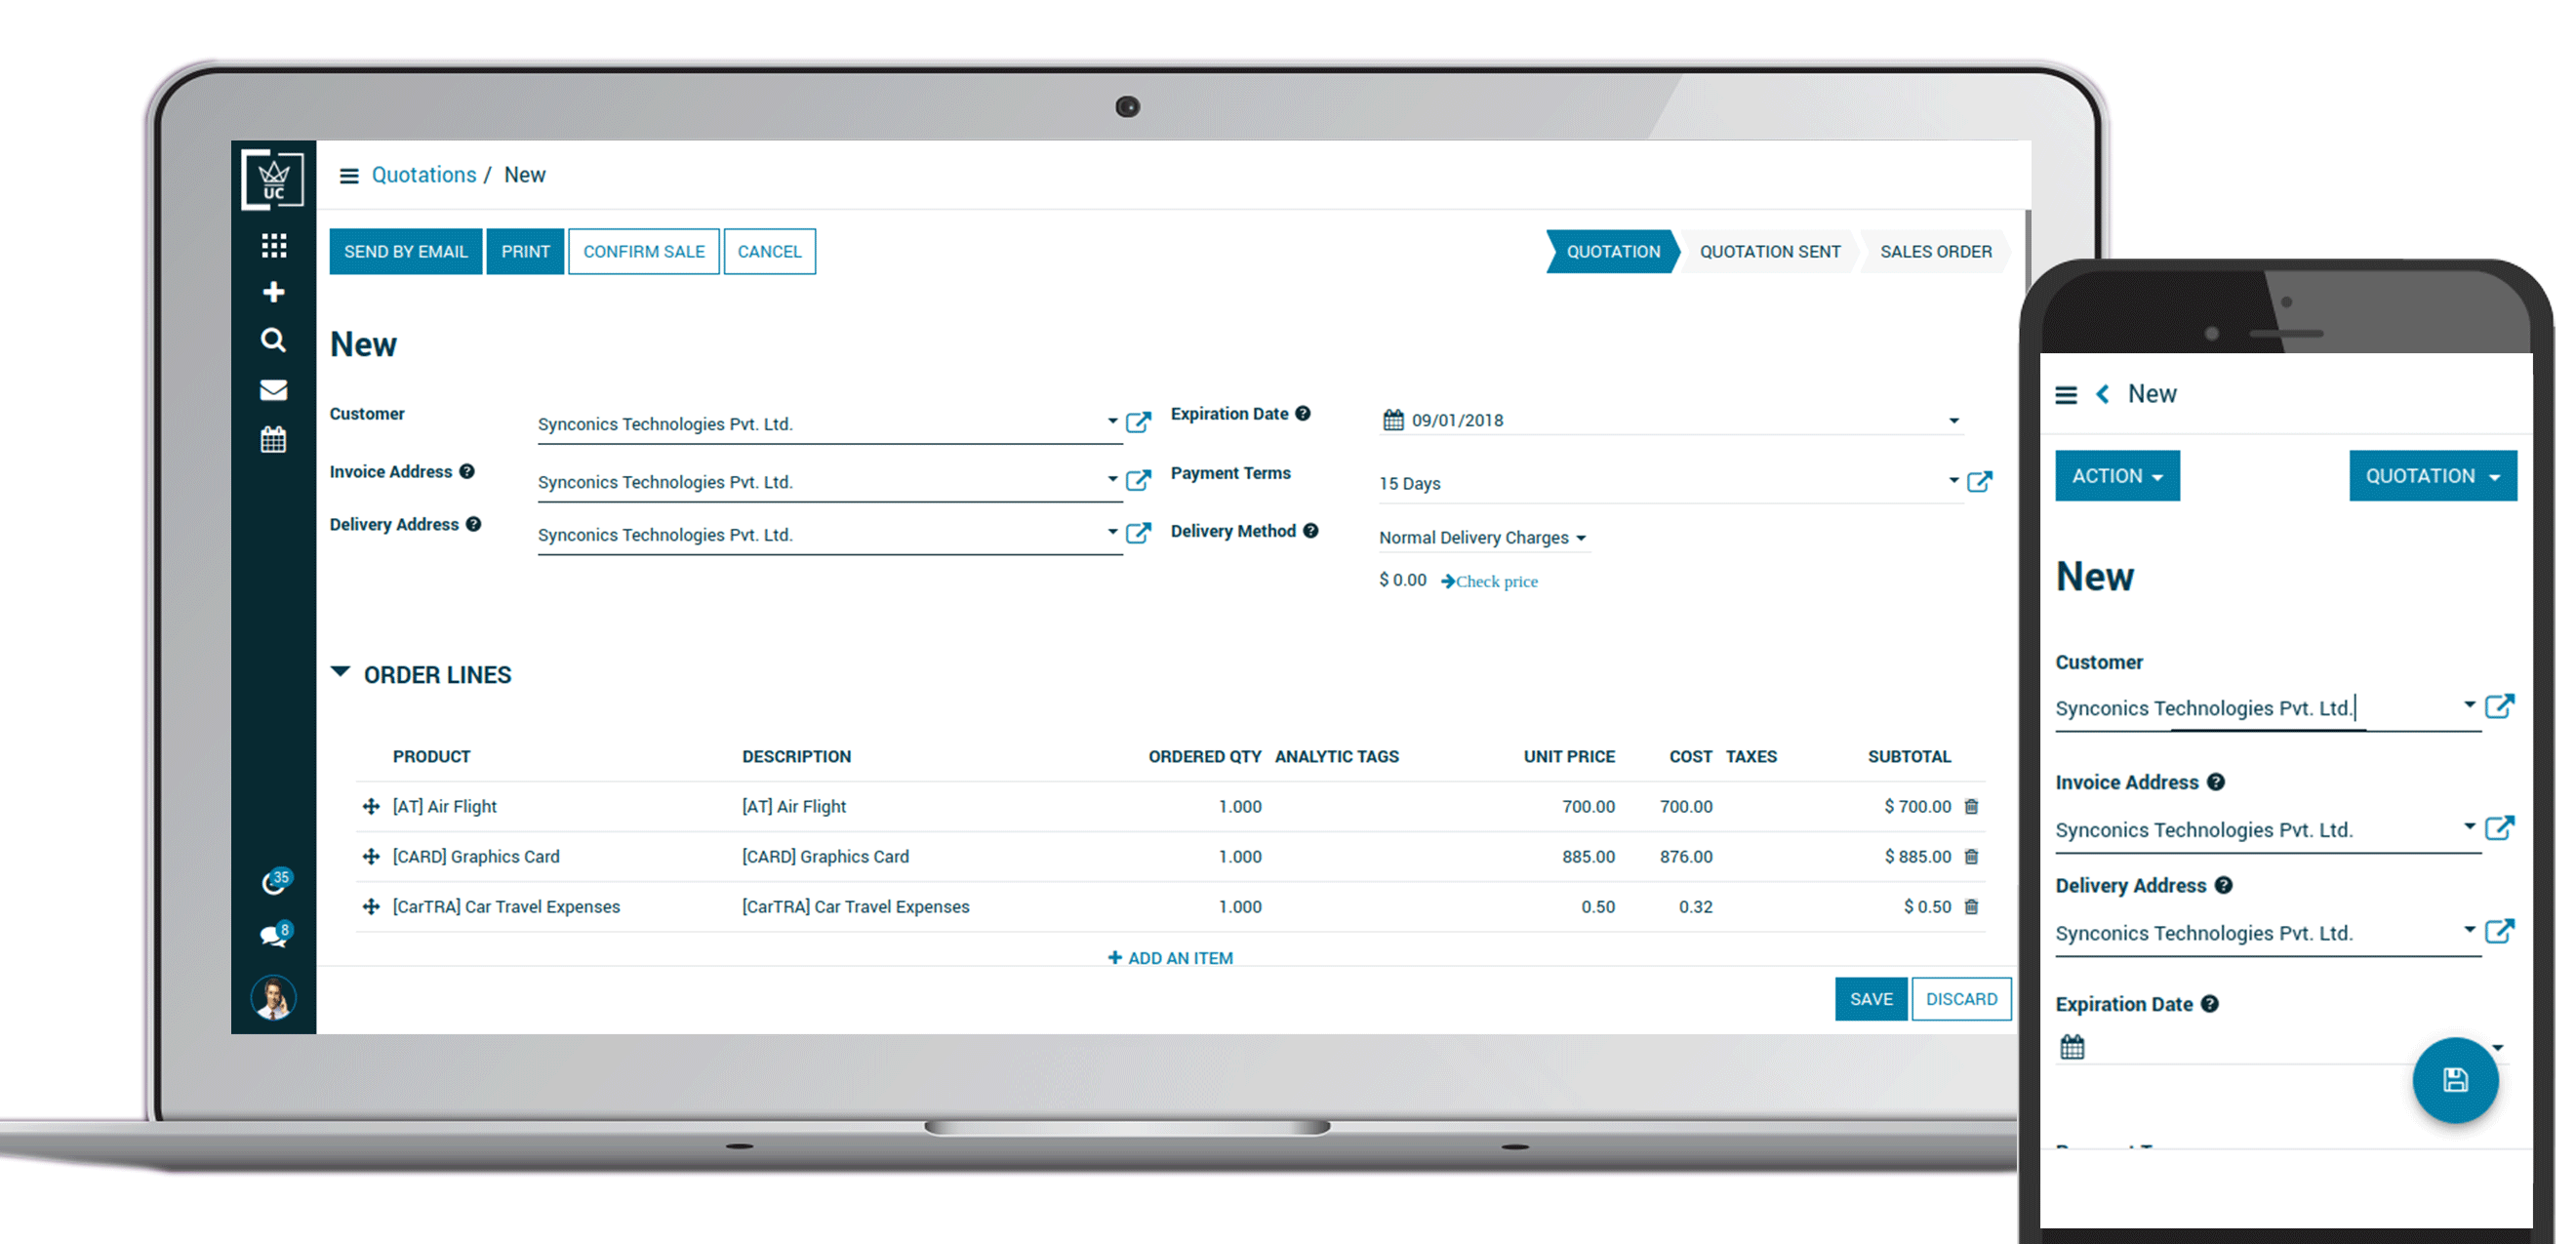 UC
Quotations / New
SEND BY EMAIL PRINT CONFIRM SALE CANCEL QUOTATION QUOTATION SENT SALES ORDER
New
Customer Synconics Technologies Pvt. Ltd. Expiration Date 09/01/2018
Invoice Address Synconics Technologies Pvt. Ltd. Payment Terms 15 Days
Delivery Address Synconics Technologies Pvt. Ltd. Delivery Method Normal Delivery Charges
$ 0.00 Check price
ORDER LINES
PRODUCT DESCRIPTION ORDERED QTY ANALYTIC TAGS UNIT PRICE COST TAXES SUBTOTAL
[AT] Air Flight [AT] Air Flight 1.000 700.00 700.00 $ 700.00
[CARD] Graphics Card [CARD] Graphics Card 1.000 885.00 876.00 $ 885.00
[CarTRA] Car Travel Expenses [CarTRA] Car Travel Expenses 1.000 0.50 0.32 $ 0.50
+ ADD AN ITEM
SAVE DISCARD
35
8
New
ACTION QUOTATION
New
Customer
Synconics Technologies Pvt. Ltd.
Invoice Address
Synconics Technologies Pvt. Ltd.
Delivery Address
Synconics Technologies Pvt. Ltd.
Expiration Date